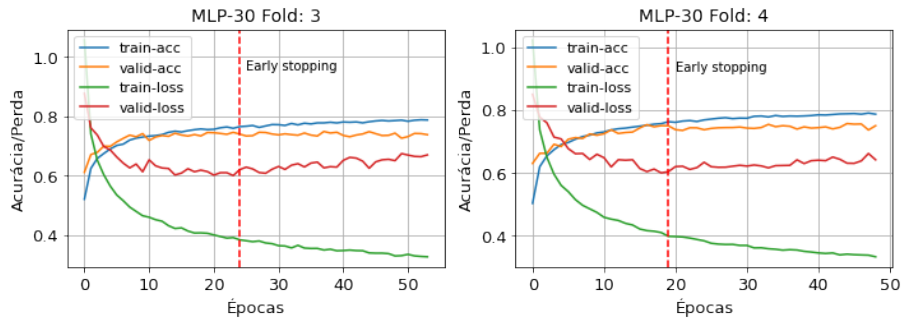 MLP-30 Fold: 3
1.0
0.8
0.6
0.4
Acurácia/Perda
train-acc
valid-acc
train-loss
valid-loss
Early stopping
0 10 20 30 40 50
Épocas
MLP-30 Fold: 4
1.0
0.8
0.6
0.4
Acurácia/Perda
train-acc
valid-acc
train-loss
valid-loss
Early stopping
0 10 20 30 40 50
Épocas